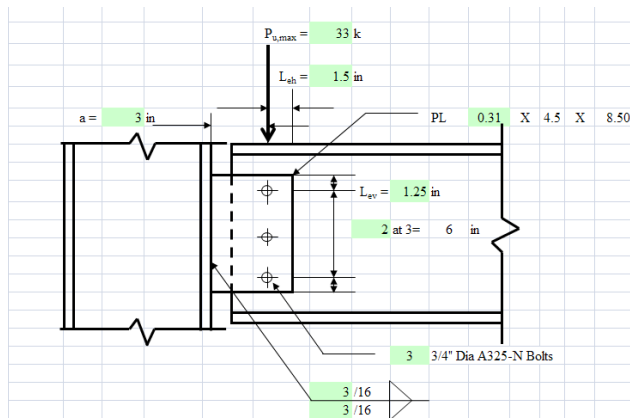 Pu,max = 33 k
Leh = 1.5 in
a = 3 in
PL 0.31 X 4.5 X 8.50
Lev = 1.25 in
2 at 3= 6 in
3 3/4" Dia A325-N Bolts
3 /16
3 /16